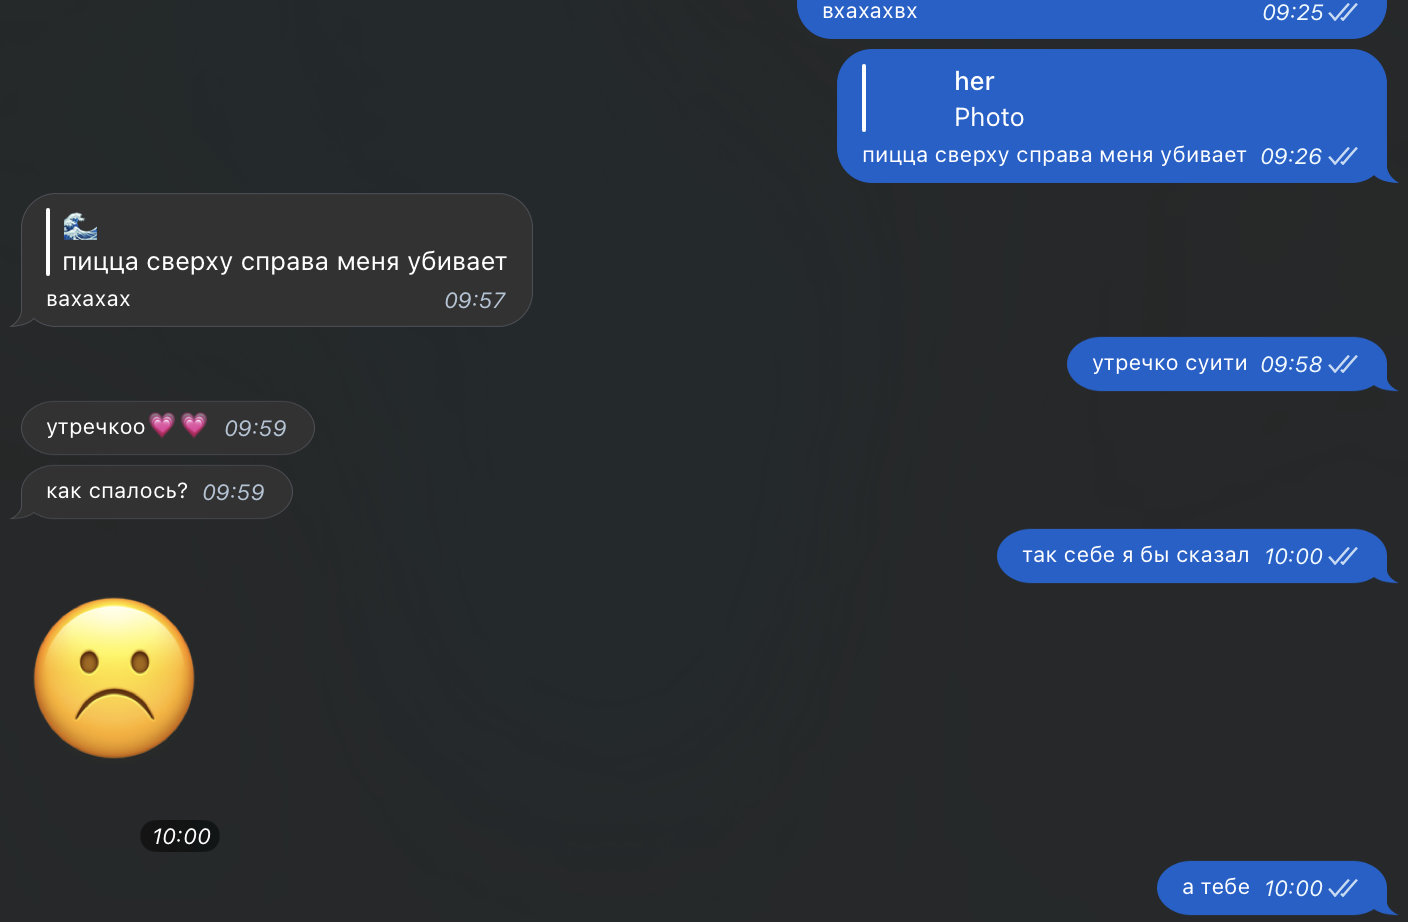 вхахахвх 09:25
her
Photo
пицца сверху справа меня убивает 09:26
🌊
пицца сверху справа меня убивает
вахахах 09:57
утречко суити 09:58
утречкоо💗💗 09:59
как спалось? 09:59
так себе я бы сказал 10:00
☹️
10:00
а тебе 10:00